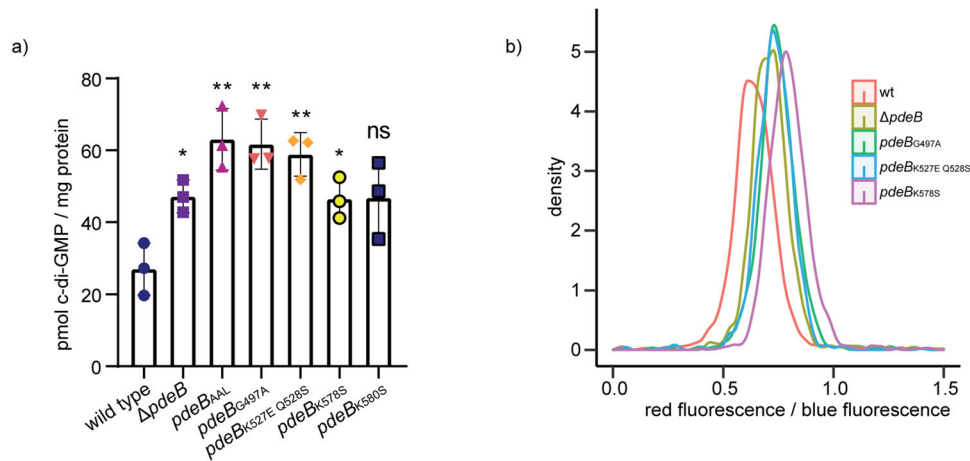 a)
pmol c-di-GMP / mg protein
80
60
40
20
0
*
**
**
**
*
ns
wild type
ΔpdeB
pdeBAAL
pdeBG497A
pdeBK527E Q528S
pdeBK578S
pdeBK580S
b)
density
5
4
3
2
1
0
0.0
0.5
1.0
1.5
red fluorescence / blue fluorescence
wt
ΔpdeB
pdeBG497A
pdeBK527E Q528S
pdeBK578S